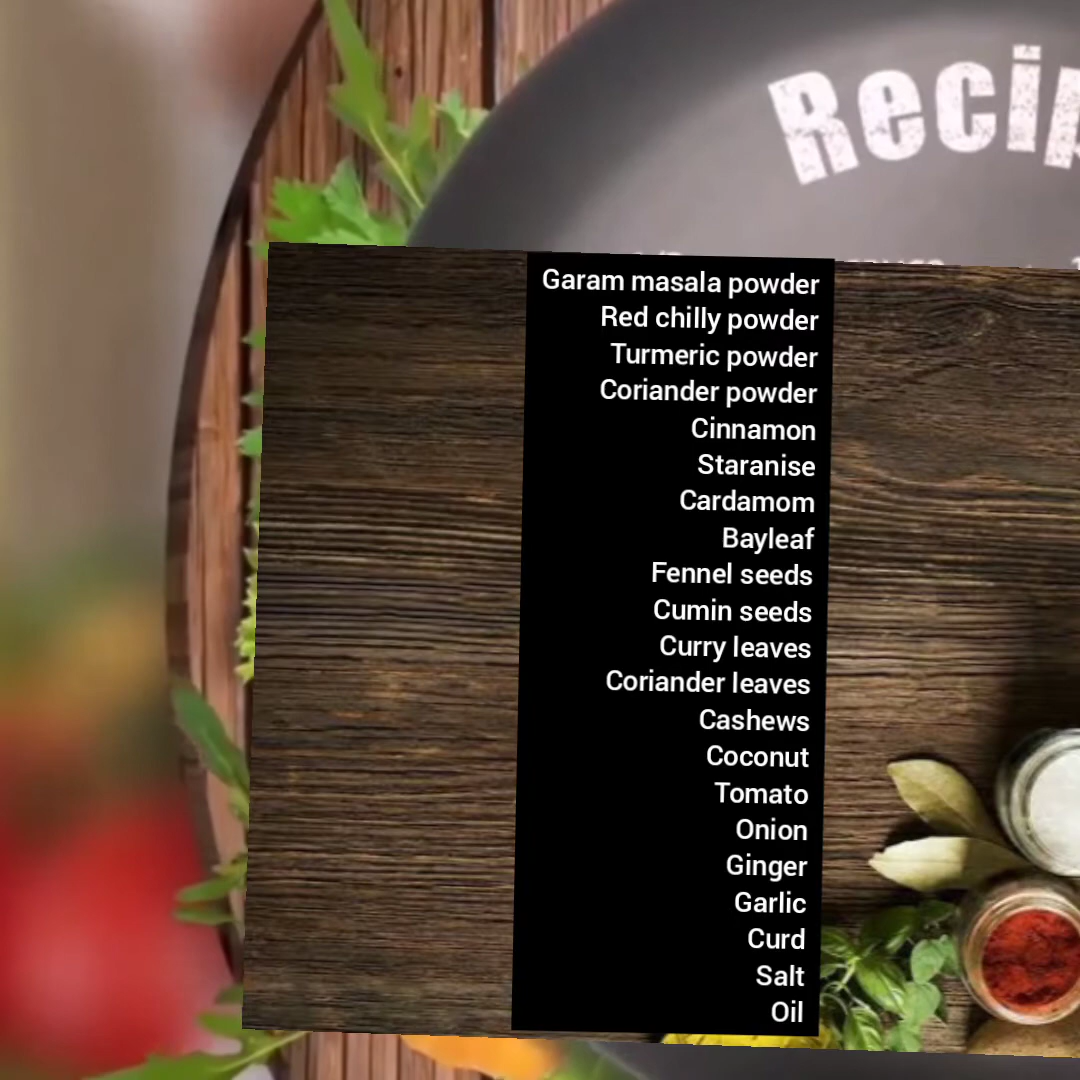 Garam masala powder
Red chilly powder
Turmeric powder
Coriander powder
Cinnamon
Staranise
Cardamom
Bayleaf
Fennel seeds
Cumin seeds
Curry leaves
Coriander leaves
Cashews
Coconut
Tomato
Onion
Ginger
Garlic
Curd
Salt
Oil